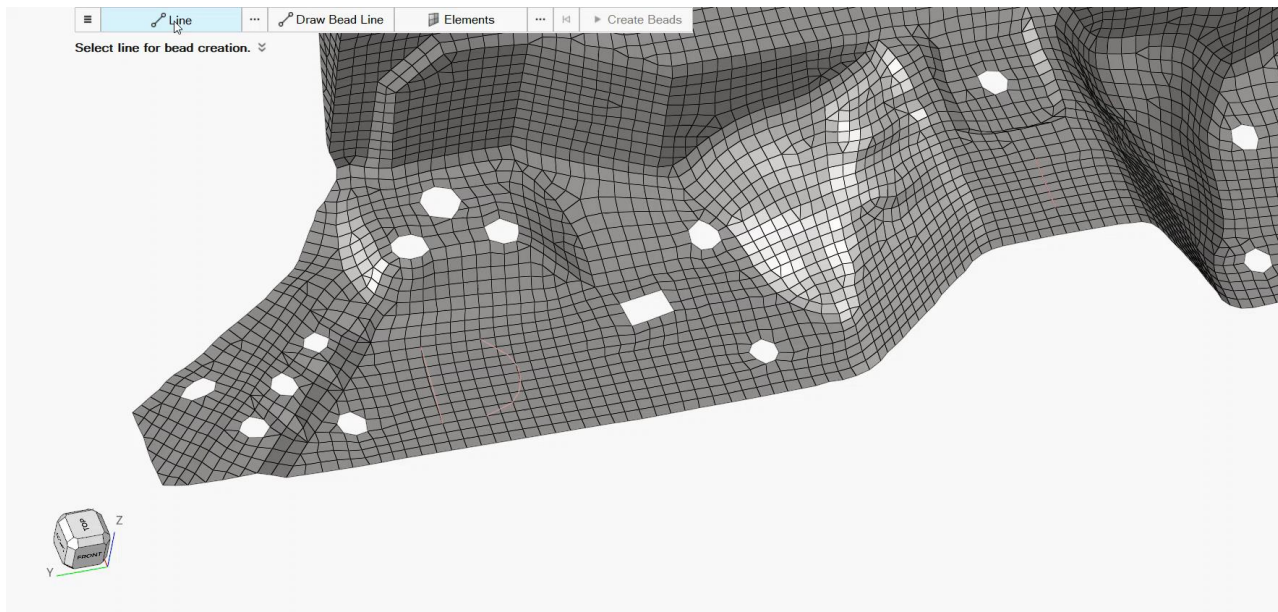 Line
Draw Bead Line
Elements
Create Beads
Select line for bead creation.
Z
TOP
FRONT
Y